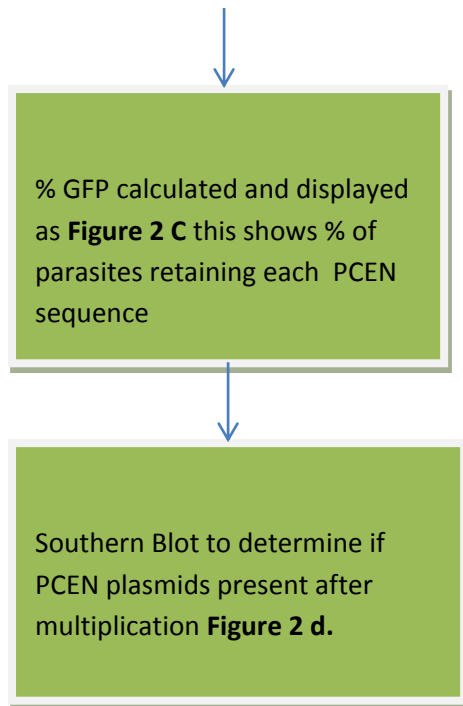 % GFP calculated and displayed
as Figure 2 C this shows % of
parasites retaining each PCEN
sequence
Southern Blot to determine if
PCEN plasmids present after
multiplication Figure 2 d.